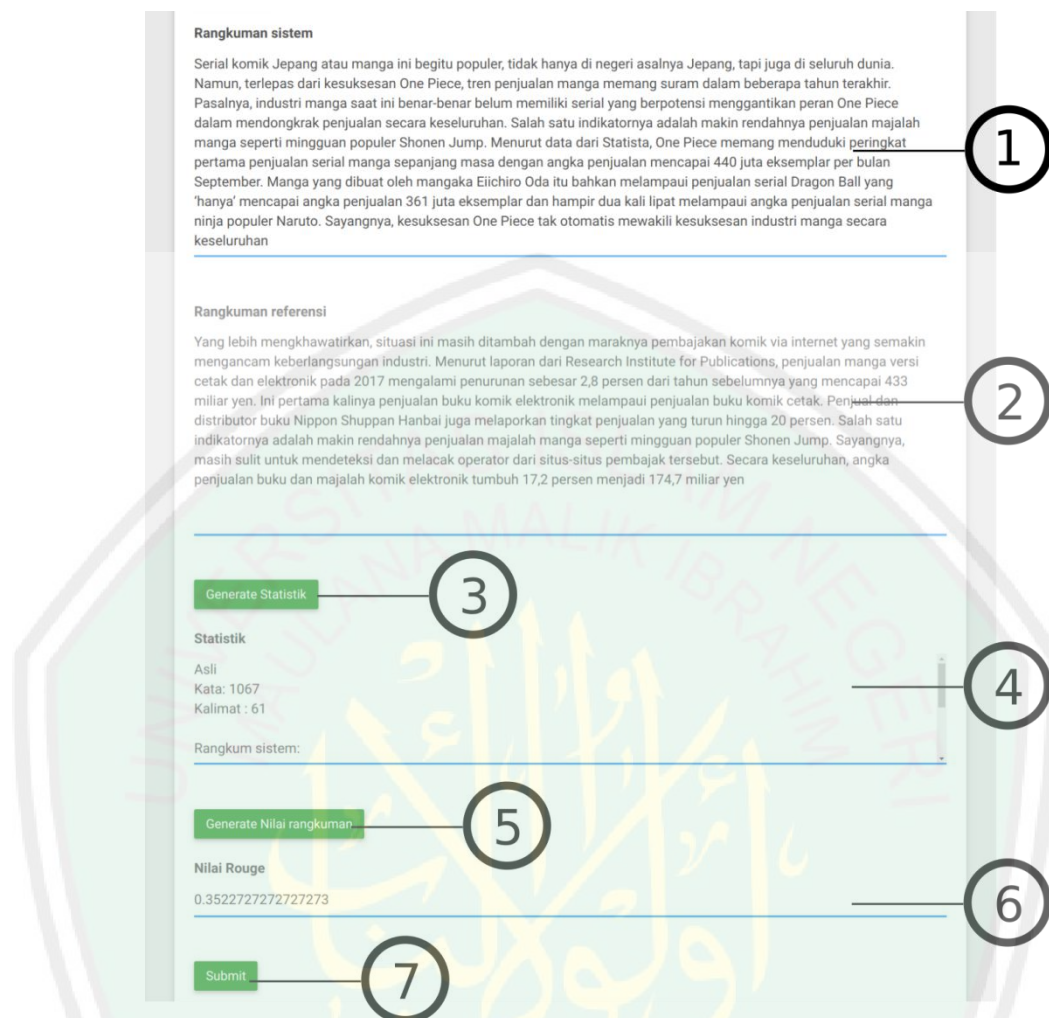 Rangkuman sistem
Serial komik Jepang atau manga ini begitu populer, tidak hanya di negeri asalnya Jepang, tapi juga di seluruh dunia.
Namun, terlepas dari kesuksesan One Piece, tren penjualan manga memang suram dalam beberapa tahun terakhir.
Pasalnya, industri manga saat ini benar-benar belum memiliki serial yang berpotensi menggantikan peran One Piece
dalam mendongkrak penjualan secara keseluruhan. Salah satu indikatornya adalah makin rendahnya penjualan majalah
manga seperti mingguan populer Shonen Jump. Menurut data dari Statista, One Piece memang menduduki peringkat
pertama penjualan serial manga sepanjang masa dengan angka penjualan mencapai 440 juta eksemplar per bulan
September. Manga yang dibuat oleh mangaka Eiichiro Oda itu bahkan melampaui penjualan serial Dragon Ball yang
'hanya' mencapai angka penjualan 361 juta eksemplar dan hampir dua kali lipat melampaui angka penjualan serial manga
ninja populer Naruto. Sayangnya, kesuksesan One Piece tak otomatis mewakili kesuksesan industri manga secara
keseluruhan
1
Rangkuman referensi
Yang lebih mengkhawatirkan, situasi ini masih ditambah dengan maraknya pembajakan komik via internet yang semakin
mengancam keberlangsungan industri. Menurut laporan dari Research Institute for Publications, penjualan manga versi
cetak dan elektronik pada 2017 mengalami penurunan sebesar 2,8 persen dari tahun sebelumnya yang mencapai 433
miliar yen. Ini pertama kalinya penjualan buku komik elektronik melampaui penjualan buku komik cetak. Penjual dan
distributor buku Nippon Shuppan Hanbai juga melaporkan tingkat penjualan yang turun hingga 20 persen. Salah satu
indikatornya adalah makin rendahnya penjualan majalah manga seperti mingguan populer Shonen Jump. Sayangnya,
masih sulit untuk mendeteksi dan melacak operator dari situs-situs pembajak tersebut. Secara keseluruhan, angka
penjualan buku dan majalah komik elektronik tumbuh 17,2 persen menjadi 174,7 miliar yen
2
Generate Statistik
3
Statistik
Asli
Kata: 1067
Kalimat : 61
Rangkum sistem:
4
Generate Nilai rangkuman
5
Nilai Rouge
0.3522727272727273
6
Submit
7
UNIVERSITAS ISLAM NEGERI
MAULANA MALIK IBRAHIM